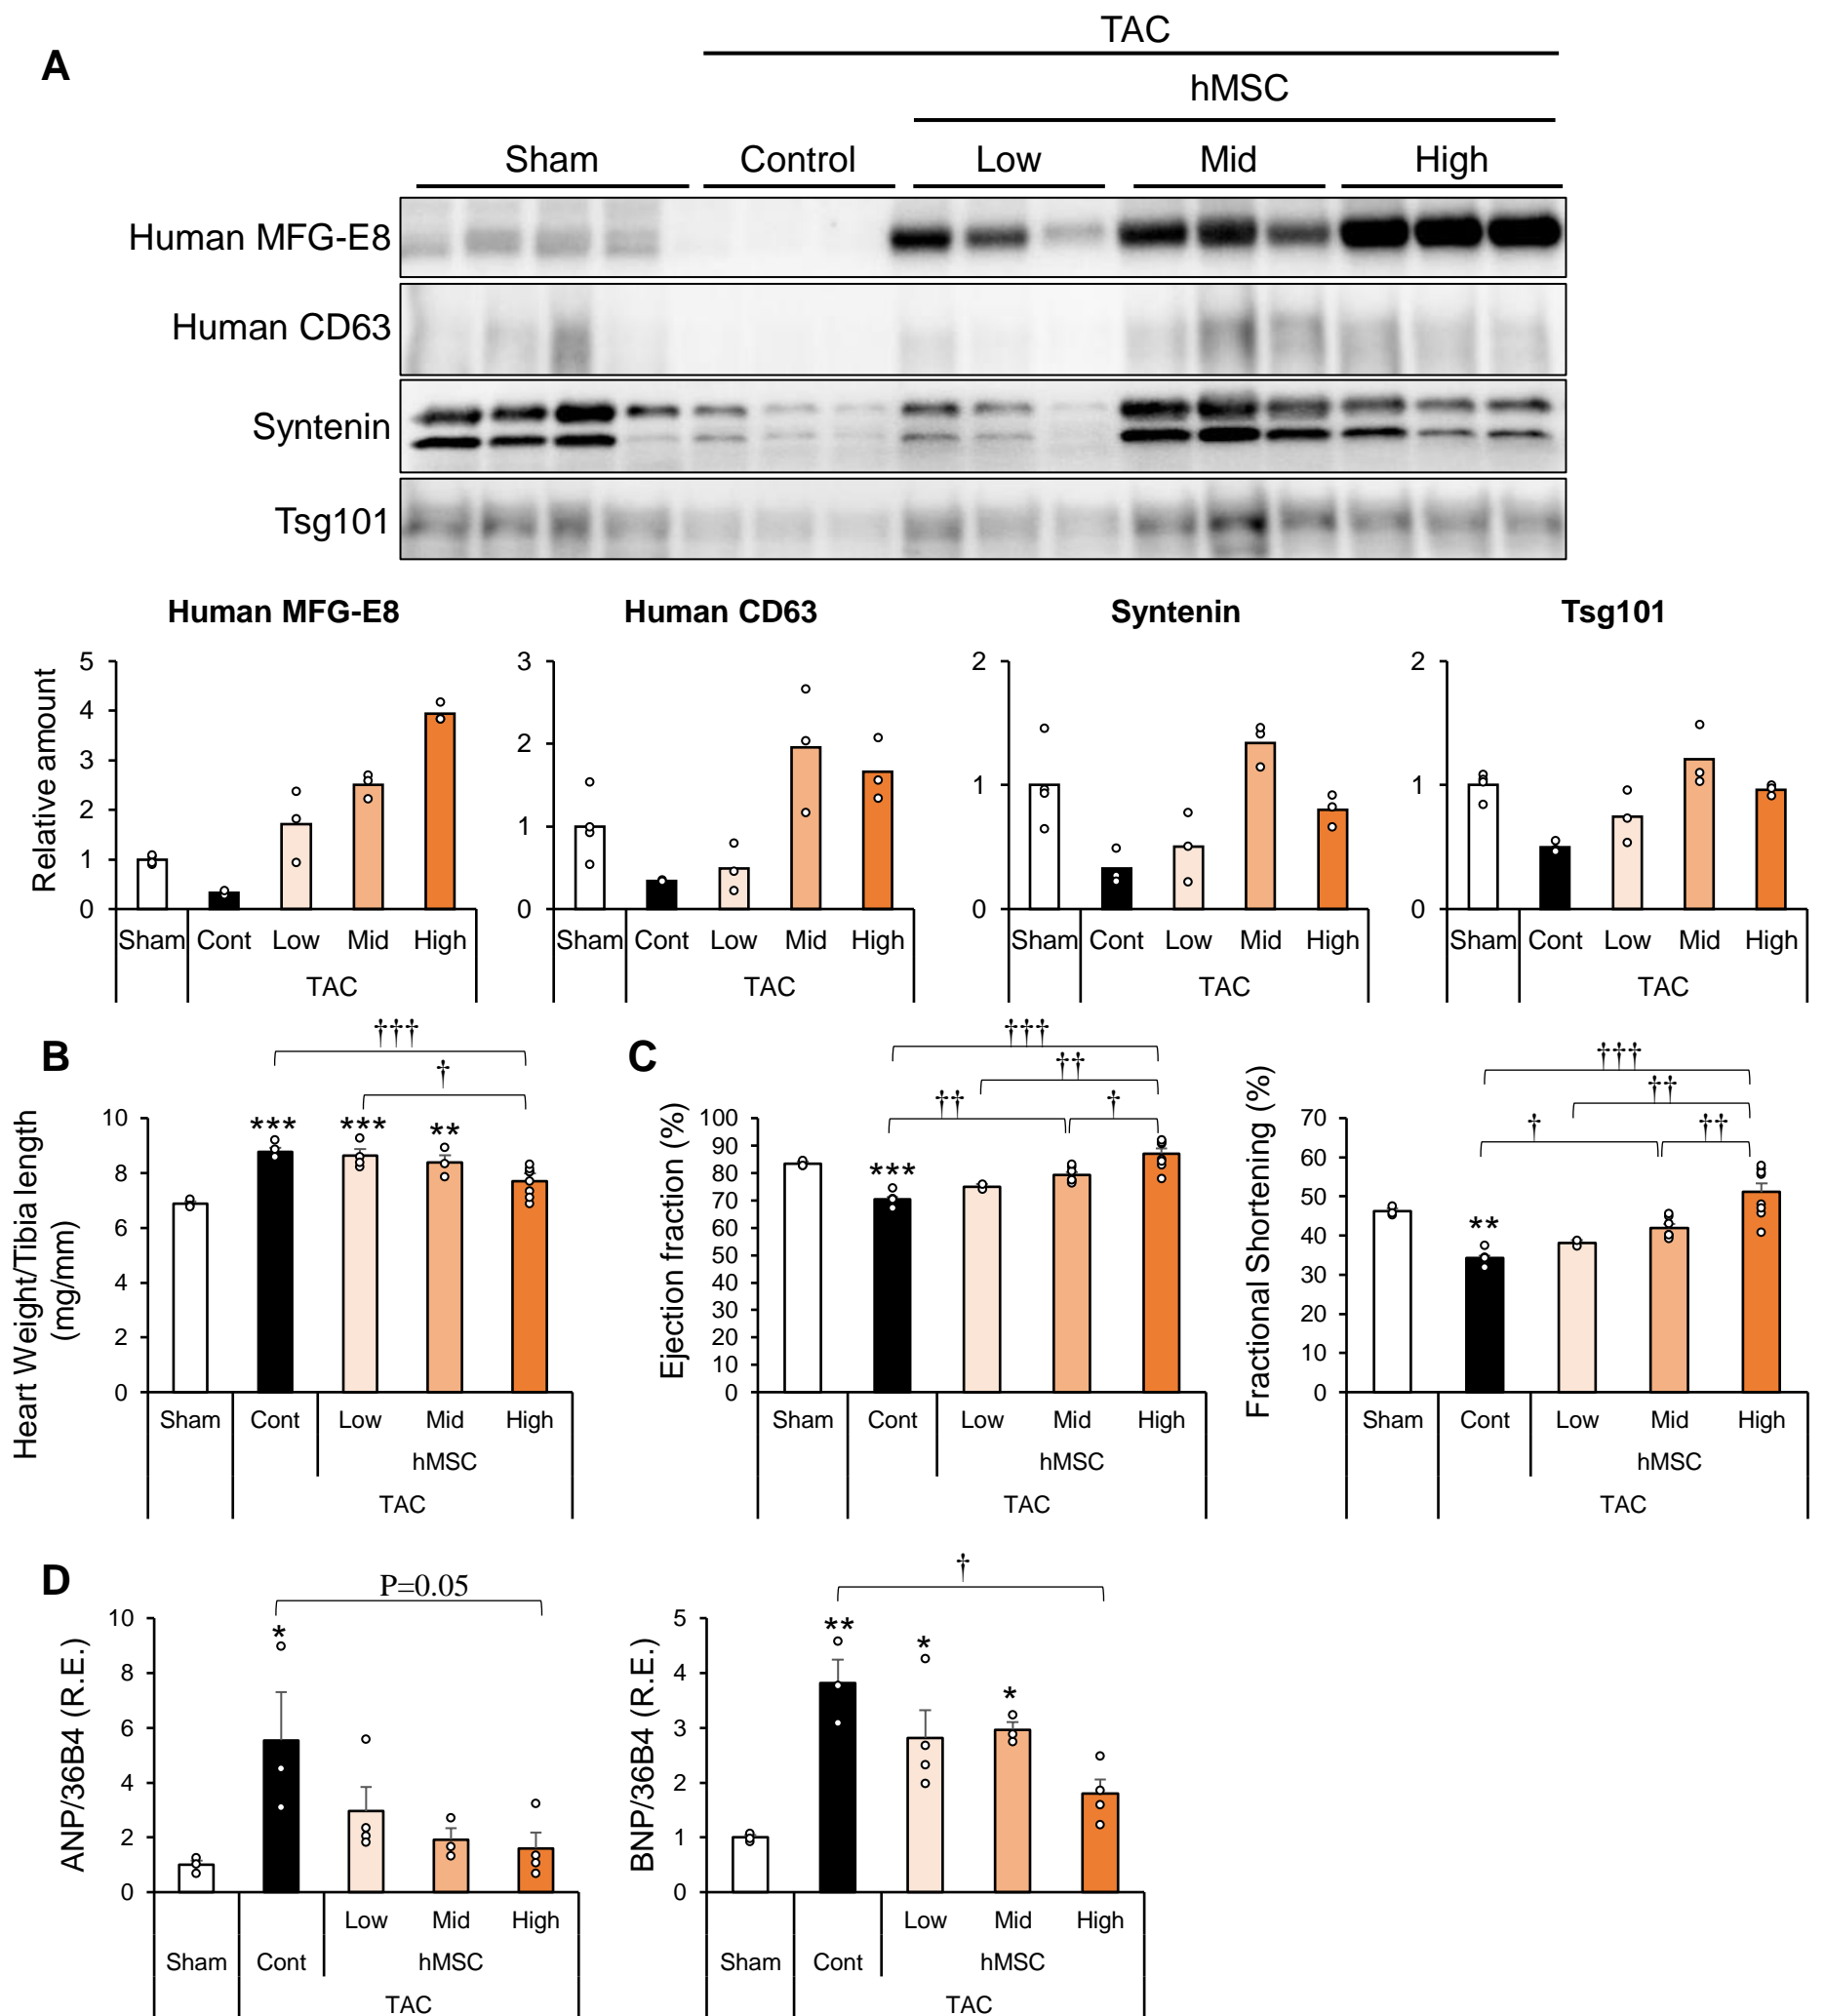 A
TAC
hMSC
Sham Control Low Mid High
Human MFG-E8
Human CD63
Syntenin
Tsg101
Human MFG-E8 Human CD63 Syntenin Tsg101
Relative amount
5
4
3
2
1
0
Sham Cont Low Mid High
TAC
3
2
1
0
Sham Cont Low Mid High
TAC
2
1
0
Sham Cont Low Mid High
TAC
2
1
0
Sham Cont Low Mid High
TAC
B
†††
†
*** *** **
Heart Weight/Tibia length
(mg/mm)
10
8
6
4
2
0
Sham Cont Low Mid High
hMSC
TAC
C
†††
††
†† †
***
Ejection fraction (%)
100
90
80
70
60
50
40
30
20
10
0
Sham Cont Low Mid High
hMSC
TAC
†††
††
† ††
**
Fractional Shortening (%)
70
60
50
40
30
20
10
0
Sham Cont Low Mid High
hMSC
TAC
D
P=0.05
*
ANP/36B4 (R.E.)
10
8
6
4
2
0
Low Mid High
Sham Cont hMSC
TAC
†
** * *
BNP/36B4 (R.E.)
5
4
3
2
1
0
Low Mid High
Sham Cont hMSC
TAC